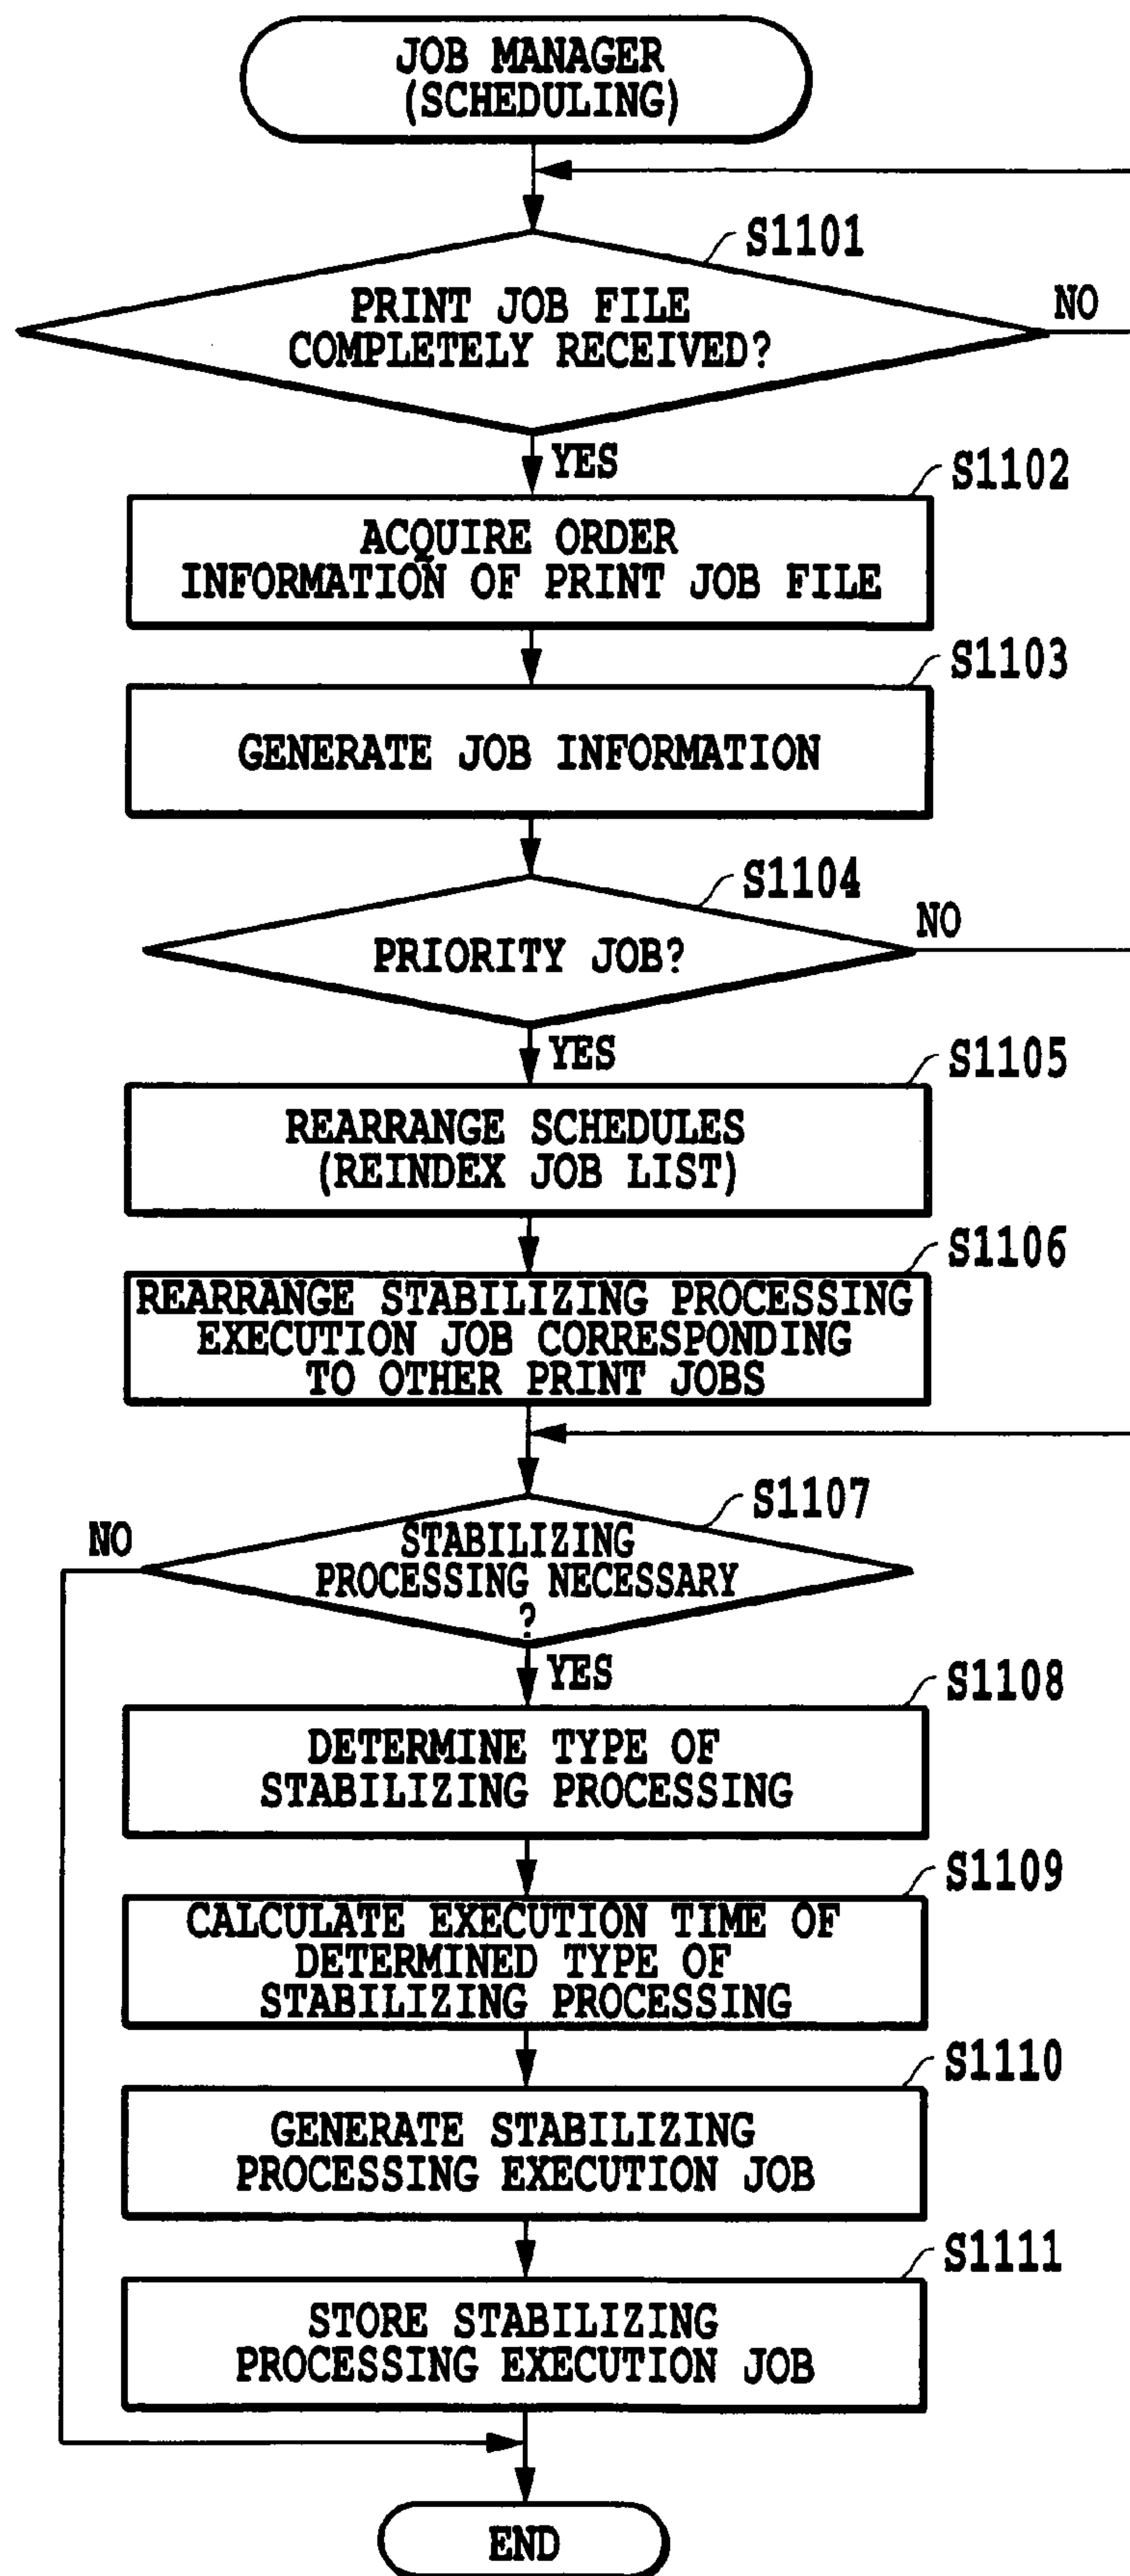 JOB MANAGER
(SCHEDULING)
S1101
PRINT JOB FILE
COMPLETELY RECEIVED?
NO
YES
S1102
ACQUIRE ORDER
INFORMATION OF PRINT JOB FILE
S1103
GENERATE JOB INFORMATION
S1104
PRIORITY JOB?
NO
YES
S1105
REARRANGE SCHEDULES
(REINDEX JOB LIST)
S1106
REARRANGE STABILIZING PROCESSING
EXECUTION JOB CORRESPONDING
TO OTHER PRINT JOBS
S1107
NO
STABILIZING
PROCESSING NECESSARY
?
YES
S1108
DETERMINE TYPE OF
STABILIZING PROCESSING
S1109
CALCULATE EXECUTION TIME OF
DETERMINED TYPE OF
STABILIZING PROCESSING
S1110
GENERATE STABILIZING
PROCESSING EXECUTION JOB
S1111
STORE STABILIZING
PROCESSING EXECUTION JOB
END